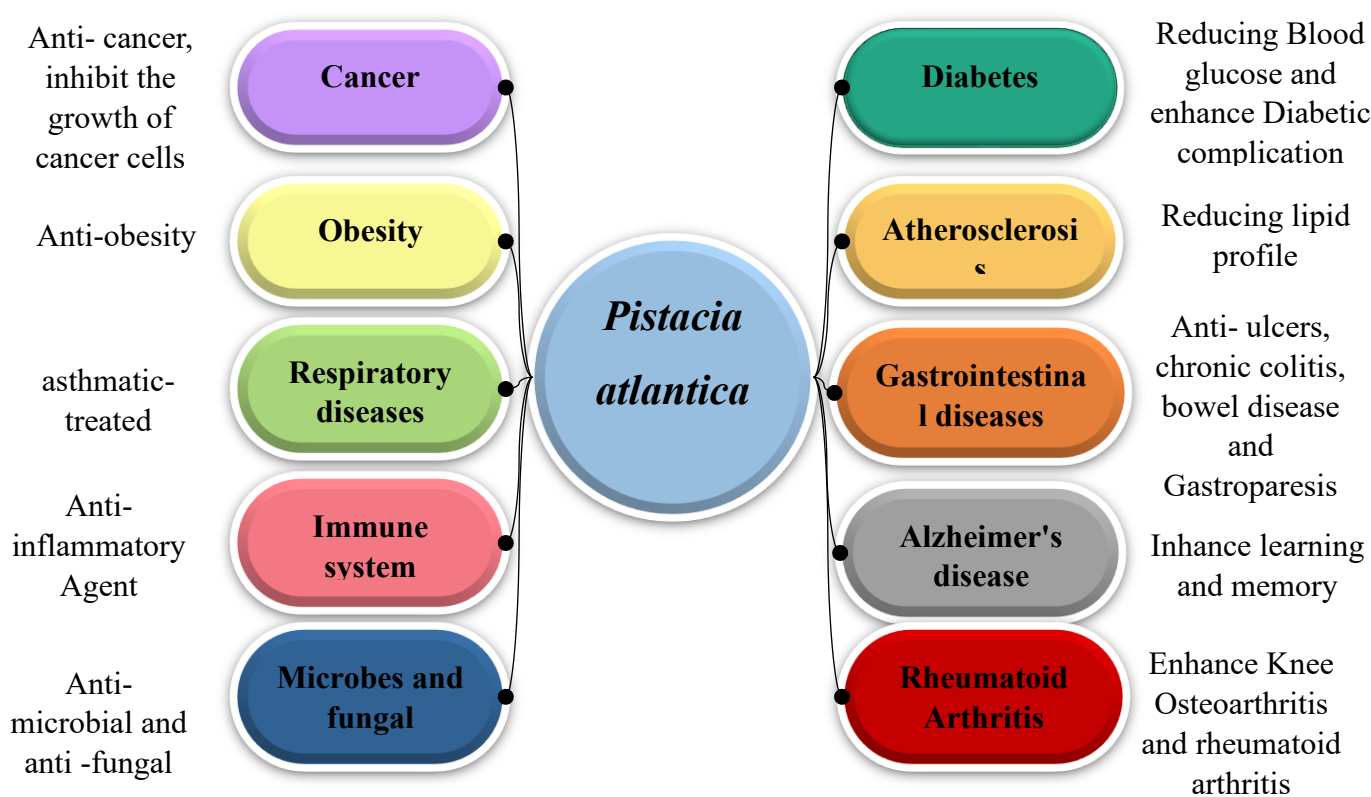 Anti- cancer,
inhibit the
growth of
cancer cells
Cancer
Anti-obesity
Obesity
asthmatic-
treated
Respiratory
diseases
Anti-
inflammatory
Agent
Immune
system
Anti-
microbial and
anti -fungal
Microbes and
fungal
Pistacia
atlantica
Diabetes
Reducing Blood
glucose and
enhance Diabetic
complication
Atherosclerosi
s
Reducing lipid
profile
Gastrointestina
l diseases
Anti- ulcers,
chronic colitis,
bowel disease
and
Gastroparesis
Alzheimer's
disease
Inhance learning
and memory
Rheumatoid
Arthritis
Enhance Knee
Osteoarthritis
and rheumatoid
arthritis